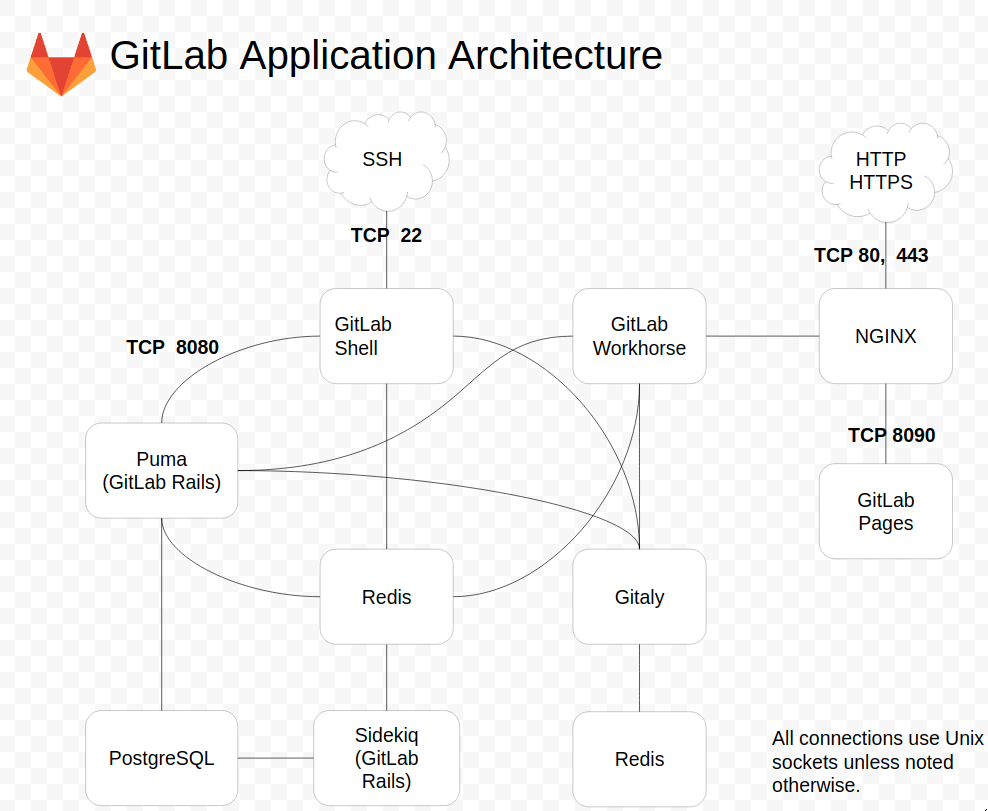 GitLab Application Architecture
SSH
HTTP
HTTPS
TCP 22
TCP 80, 443
GitLab
Shell
GitLab
Workhorse
NGINX
TCP 8080
TCP 8090
Puma
(GitLab Rails)
GitLab
Pages
Redis
Gitaly
PostgreSQL
Sidekiq
(GitLab
Rails)
Redis
All connections use Unix
sockets unless noted
otherwise.